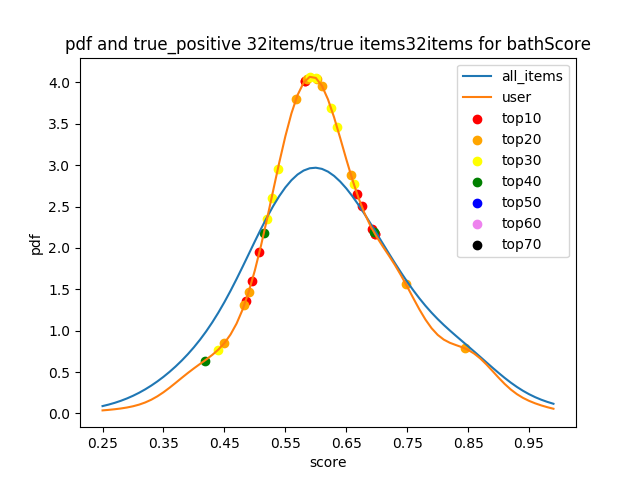 pdf and true_positive 32items/true items32items for bathScore
4.0
3.5
3.0
2.5
2.0
1.5
1.0
0.5
0.0
pdf
all_items
user
top10
top20
top30
top40
top50
top60
top70
0.25 0.35 0.45 0.55 0.65 0.75 0.85 0.95
score